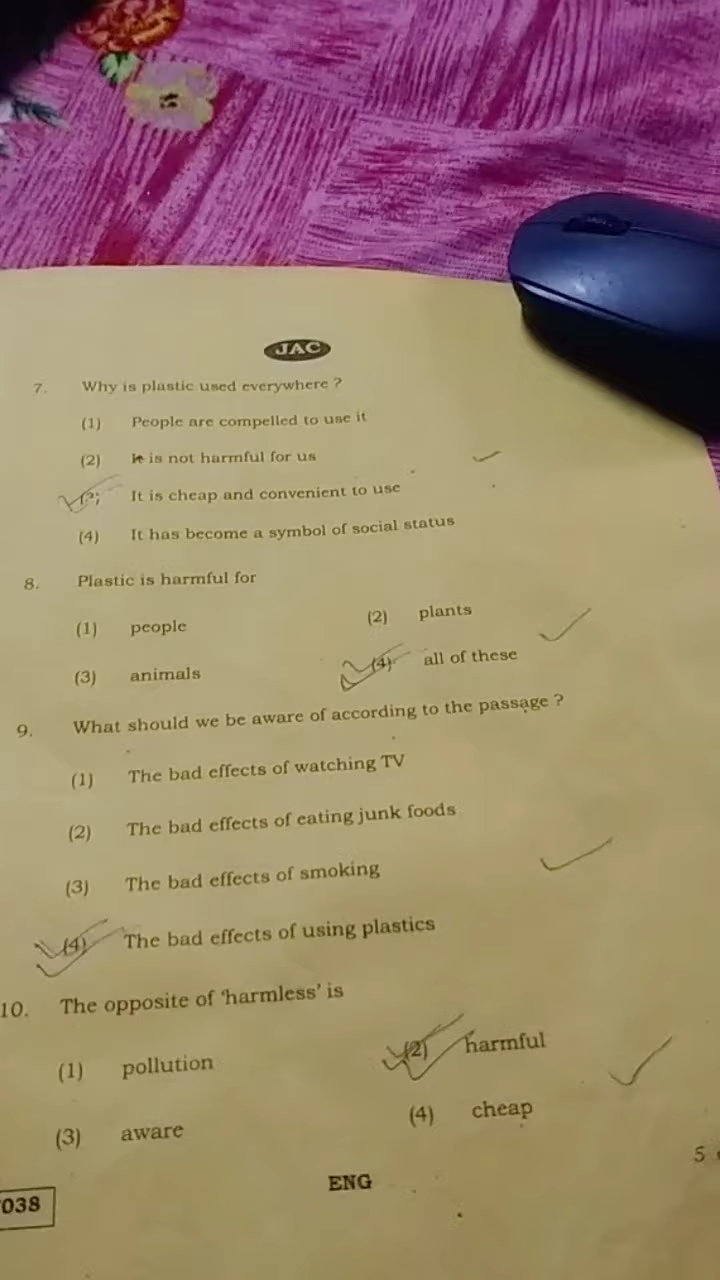 JAC
7. Why is plastic used everywhere ?
(1) People are compelled to use it
(2) It is not harmful for us
(3) It is cheap and convenient to use
(4) It has become a symbol of social status
8. Plastic is harmful for
(1) people (2) plants
(3) animals (4) all of these
9. What should we be aware of according to the passage ?
(1) The bad effects of watching TV
(2) The bad effects of eating junk foods
(3) The bad effects of smoking
(4) The bad effects of using plastics
10. The opposite of ‘harmless’ is
(1) pollution (2) harmful
(3) aware (4) cheap
5
038 ENG